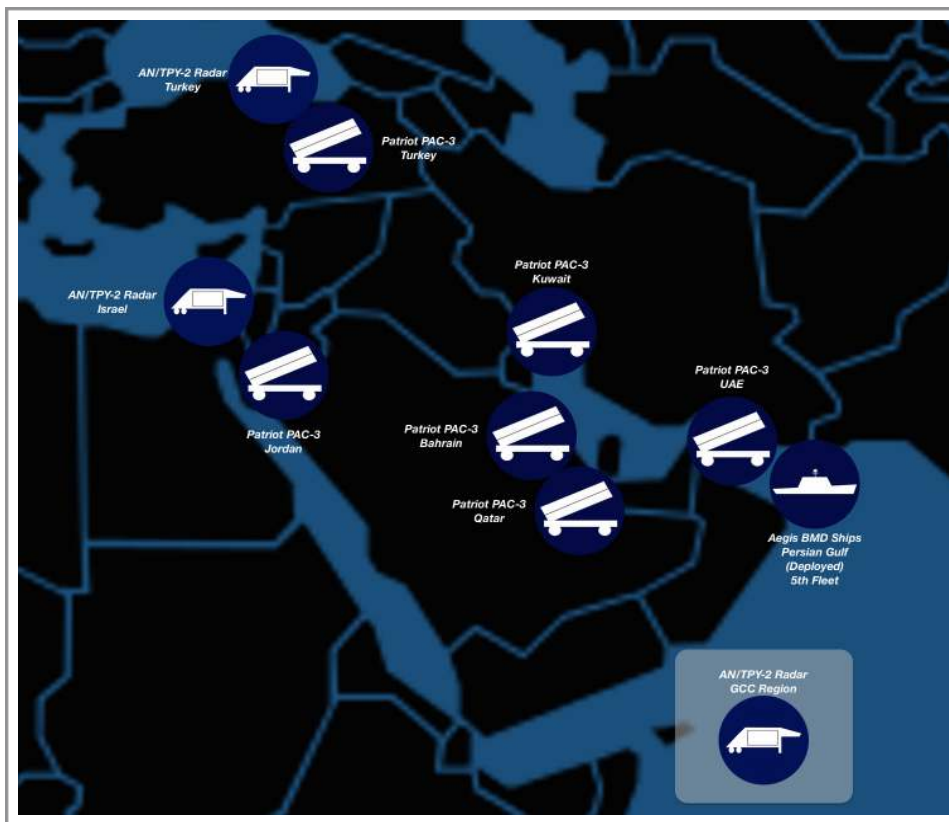 AN/TPY-2 Radar
Turkey
Patriot PAC-3
Turkey
AN/TPY-2 Radar
Israel
Patriot PAC-3
Kuwait
Patriot PAC-3
UAE
Patriot PAC-3
Jordan
Patriot PAC-3
Bahrain
Patriot PAC-3
Qatar
Aegis BMD Ships
Persian Gulf
(Deployed)
5th Fleet
AN/TPY-2 Radar
GCC Region